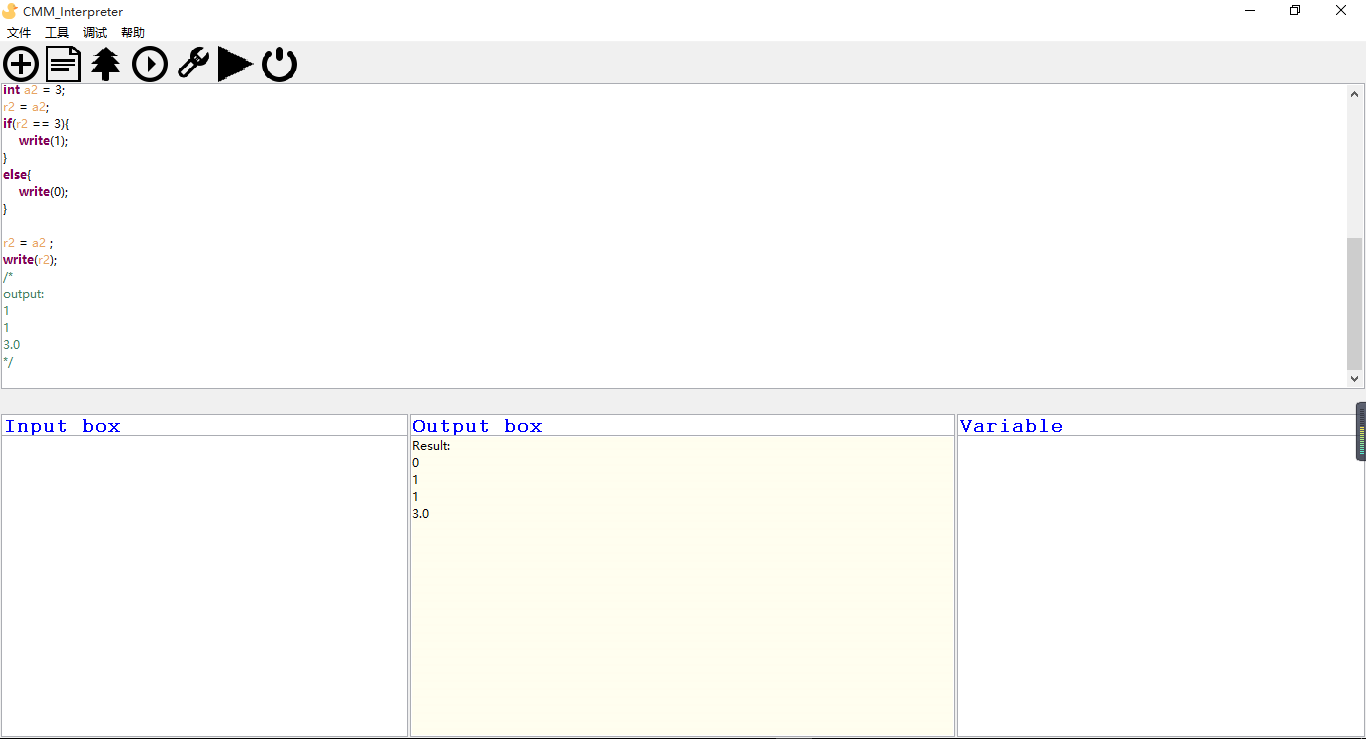 CMM_Interpreter
文件 工具 调试 帮助
int a2 = 3;
r2 = a2;
if(r2 == 3){
write(1);
}
else{
write(0);
}
r2 = a2 ;
write(r2);
/*
output:
1
1
3.0
*/
Input box
Output box
Variable
Result:
0
1
1
3.0